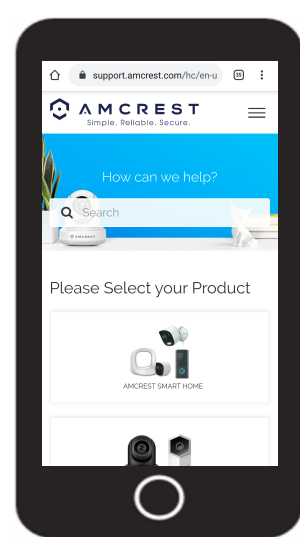 support.amcrest.com/hc/en-u
35
AMCREST
Simple. Reliable. Secure.
How can we help?
Search
AMCREST
Please Select your Product
AMCREST SMART HOME